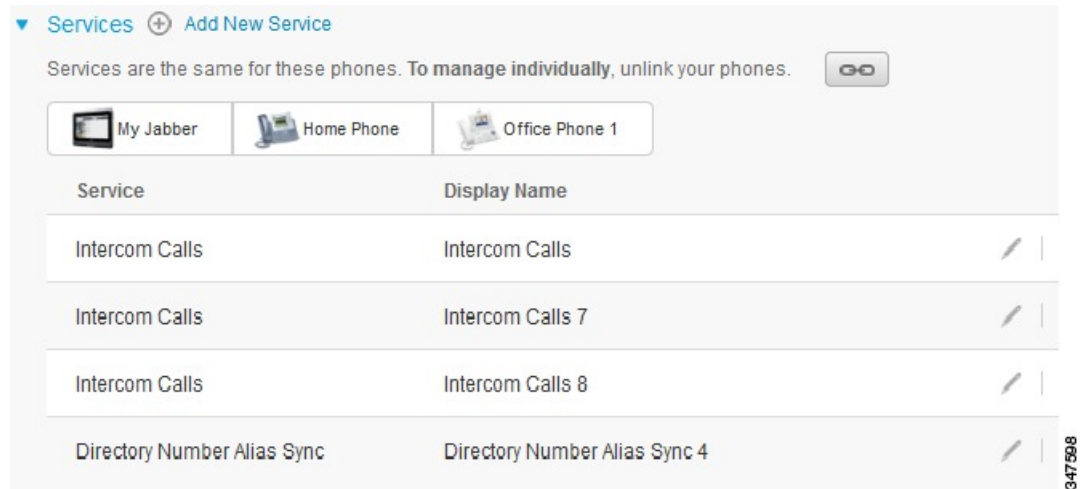 Services Add New Service
Services are the same for these phones. To manage individually, unlink your phones.
My Jabber Home Phone Office Phone 1
Service Display Name
Intercom Calls Intercom Calls
Intercom Calls Intercom Calls 7
Intercom Calls Intercom Calls 8
Directory Number Alias Sync Directory Number Alias Sync 4
347598